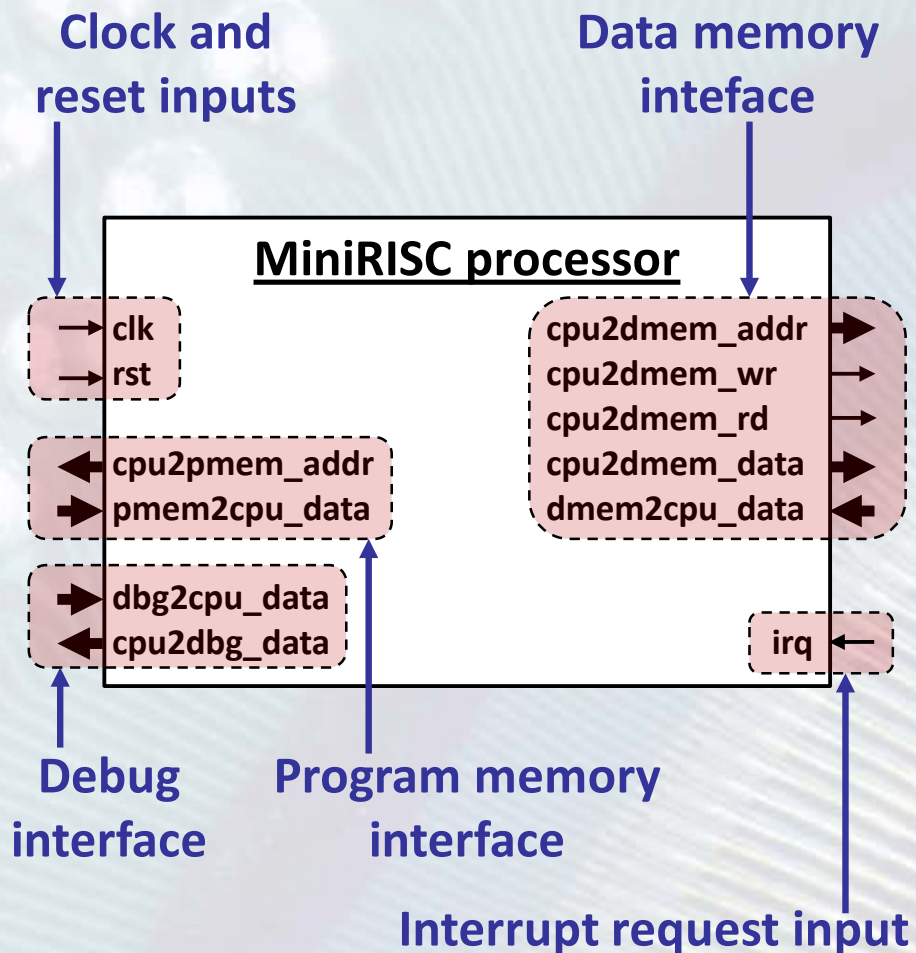 Clock and
reset inputs
Data memory
inteface
MiniRISC processor
clk
rst
cpu2pmem_addr
pmem2cpu_data
dbg2cpu_data
cpu2dbg_data
cpu2dmem_addr
cpu2dmem_wr
cpu2dmem_rd
cpu2dmem_data
dmem2cpu_data
irq
Debug
interface
Program memory
interface
Interrupt request input